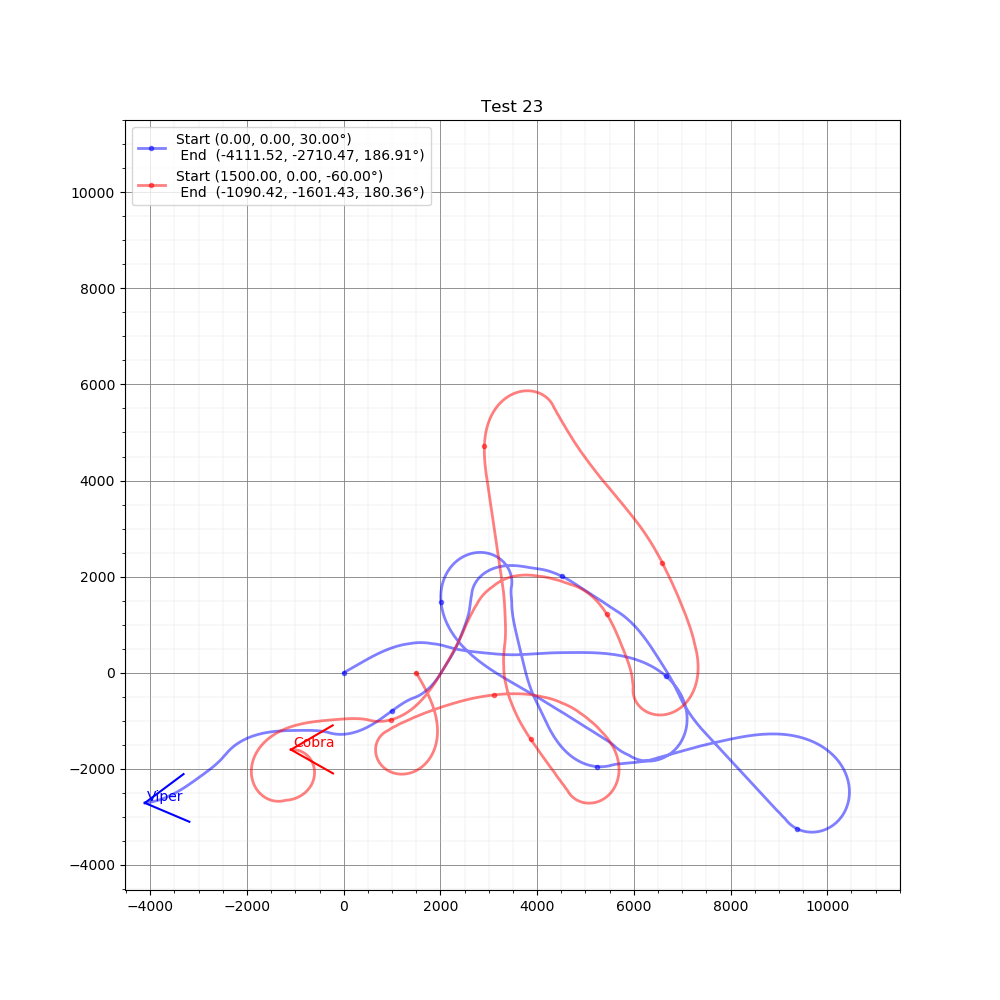 Test 23
Start (0.00, 0.00, 30.00°)
End (-4111.52, -2710.47, 186.91°)
Start (1500.00, 0.00, -60.00°)
End (-1090.42, -1601.43, 180.36°)
10000
8000
6000
4000
2000
0
−2000
−4000
Cobra
Viper
−4000 −2000 0 2000 4000 6000 8000 10000